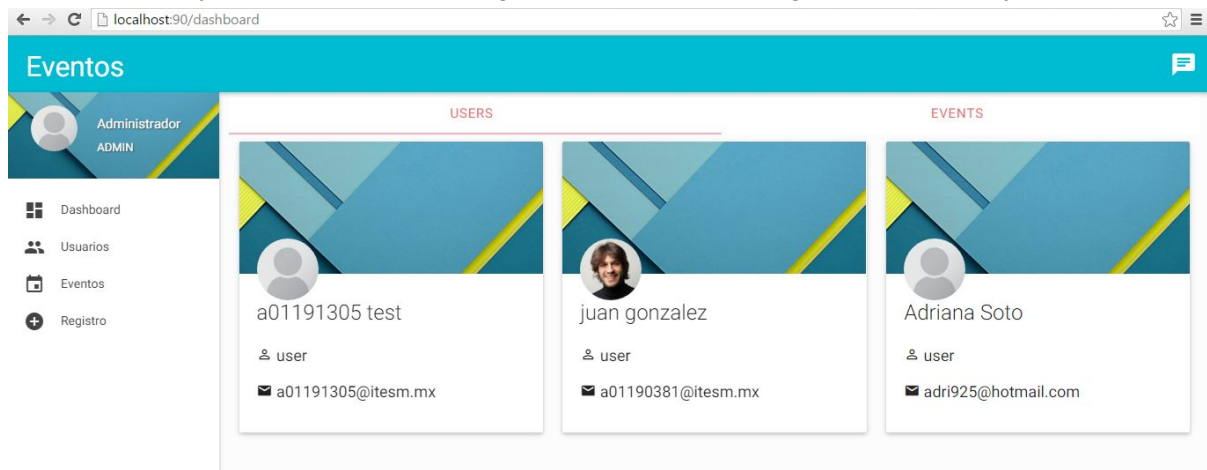 localhost:90/dashboard
Eventos
Administrador
ADMIN
Dashboard
Usuarios
Eventos
Registro
USERS
EVENTS
a01191305 test
user
a01191305@itesm.mx
juan gonzalez
user
a01190381@itesm.mx
Adriana Soto
user
adri925@hotmail.com